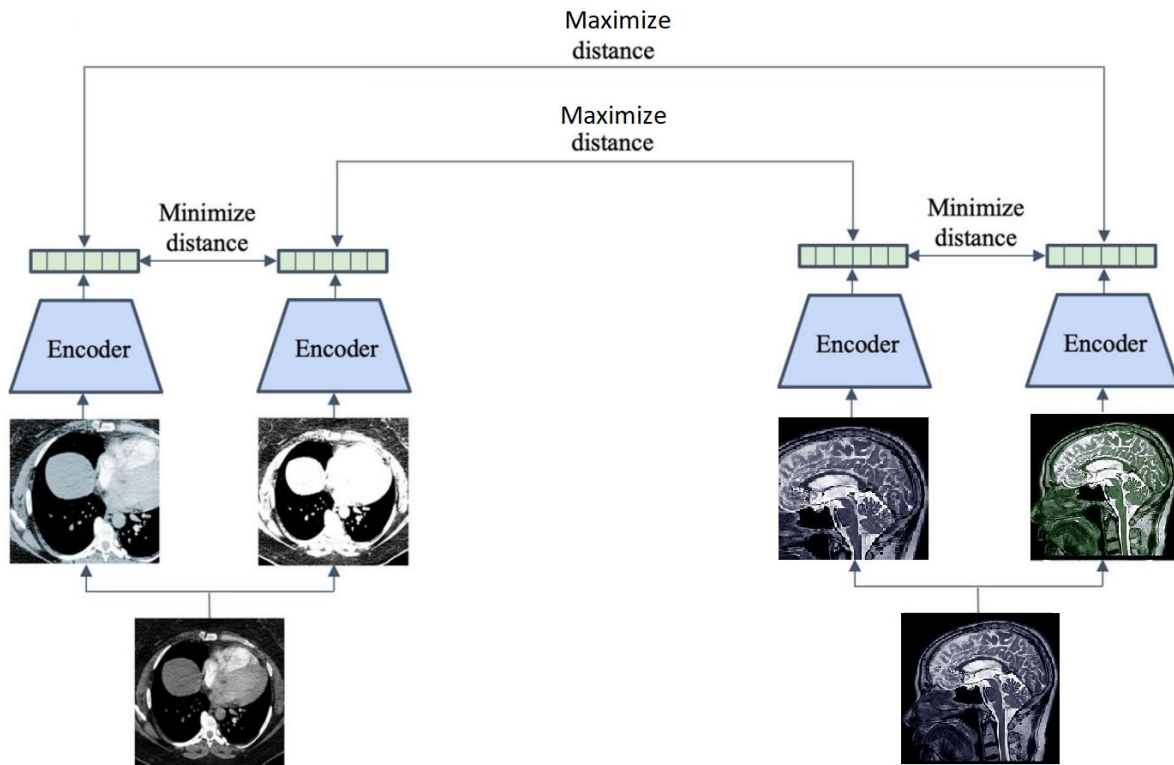 Maximize
distance
Maximize
distance
Minimize
distance
Minimize
distance
Encoder
Encoder
Encoder
Encoder